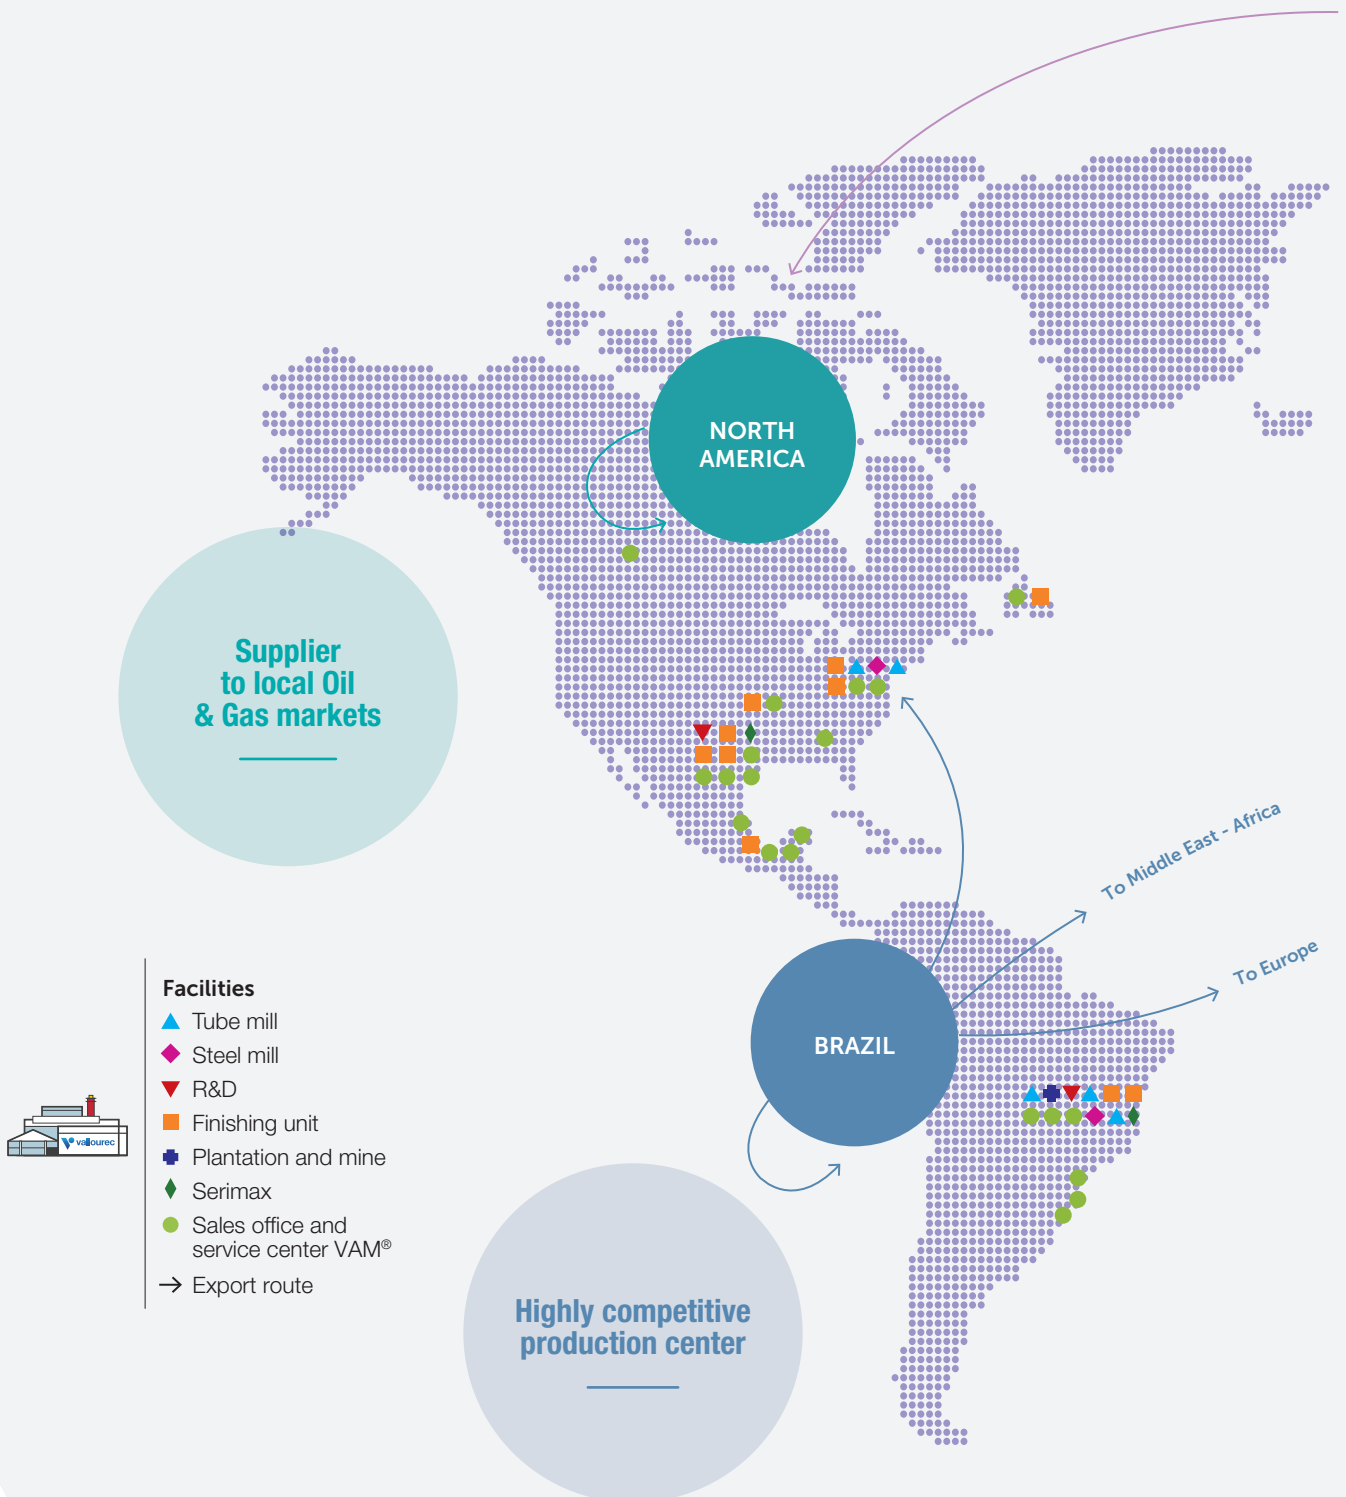 NORTH
AMERICA
Supplier
to local Oil
& Gas markets
To Middle East - Africa
To Europe
BRAZIL
Facilities
Tube mill
Steel mill
R&D
Finishing unit
Plantation and mine
Serimax
Sales office and
service center VAM®
Export route
vallourec
Highly competitive
production center